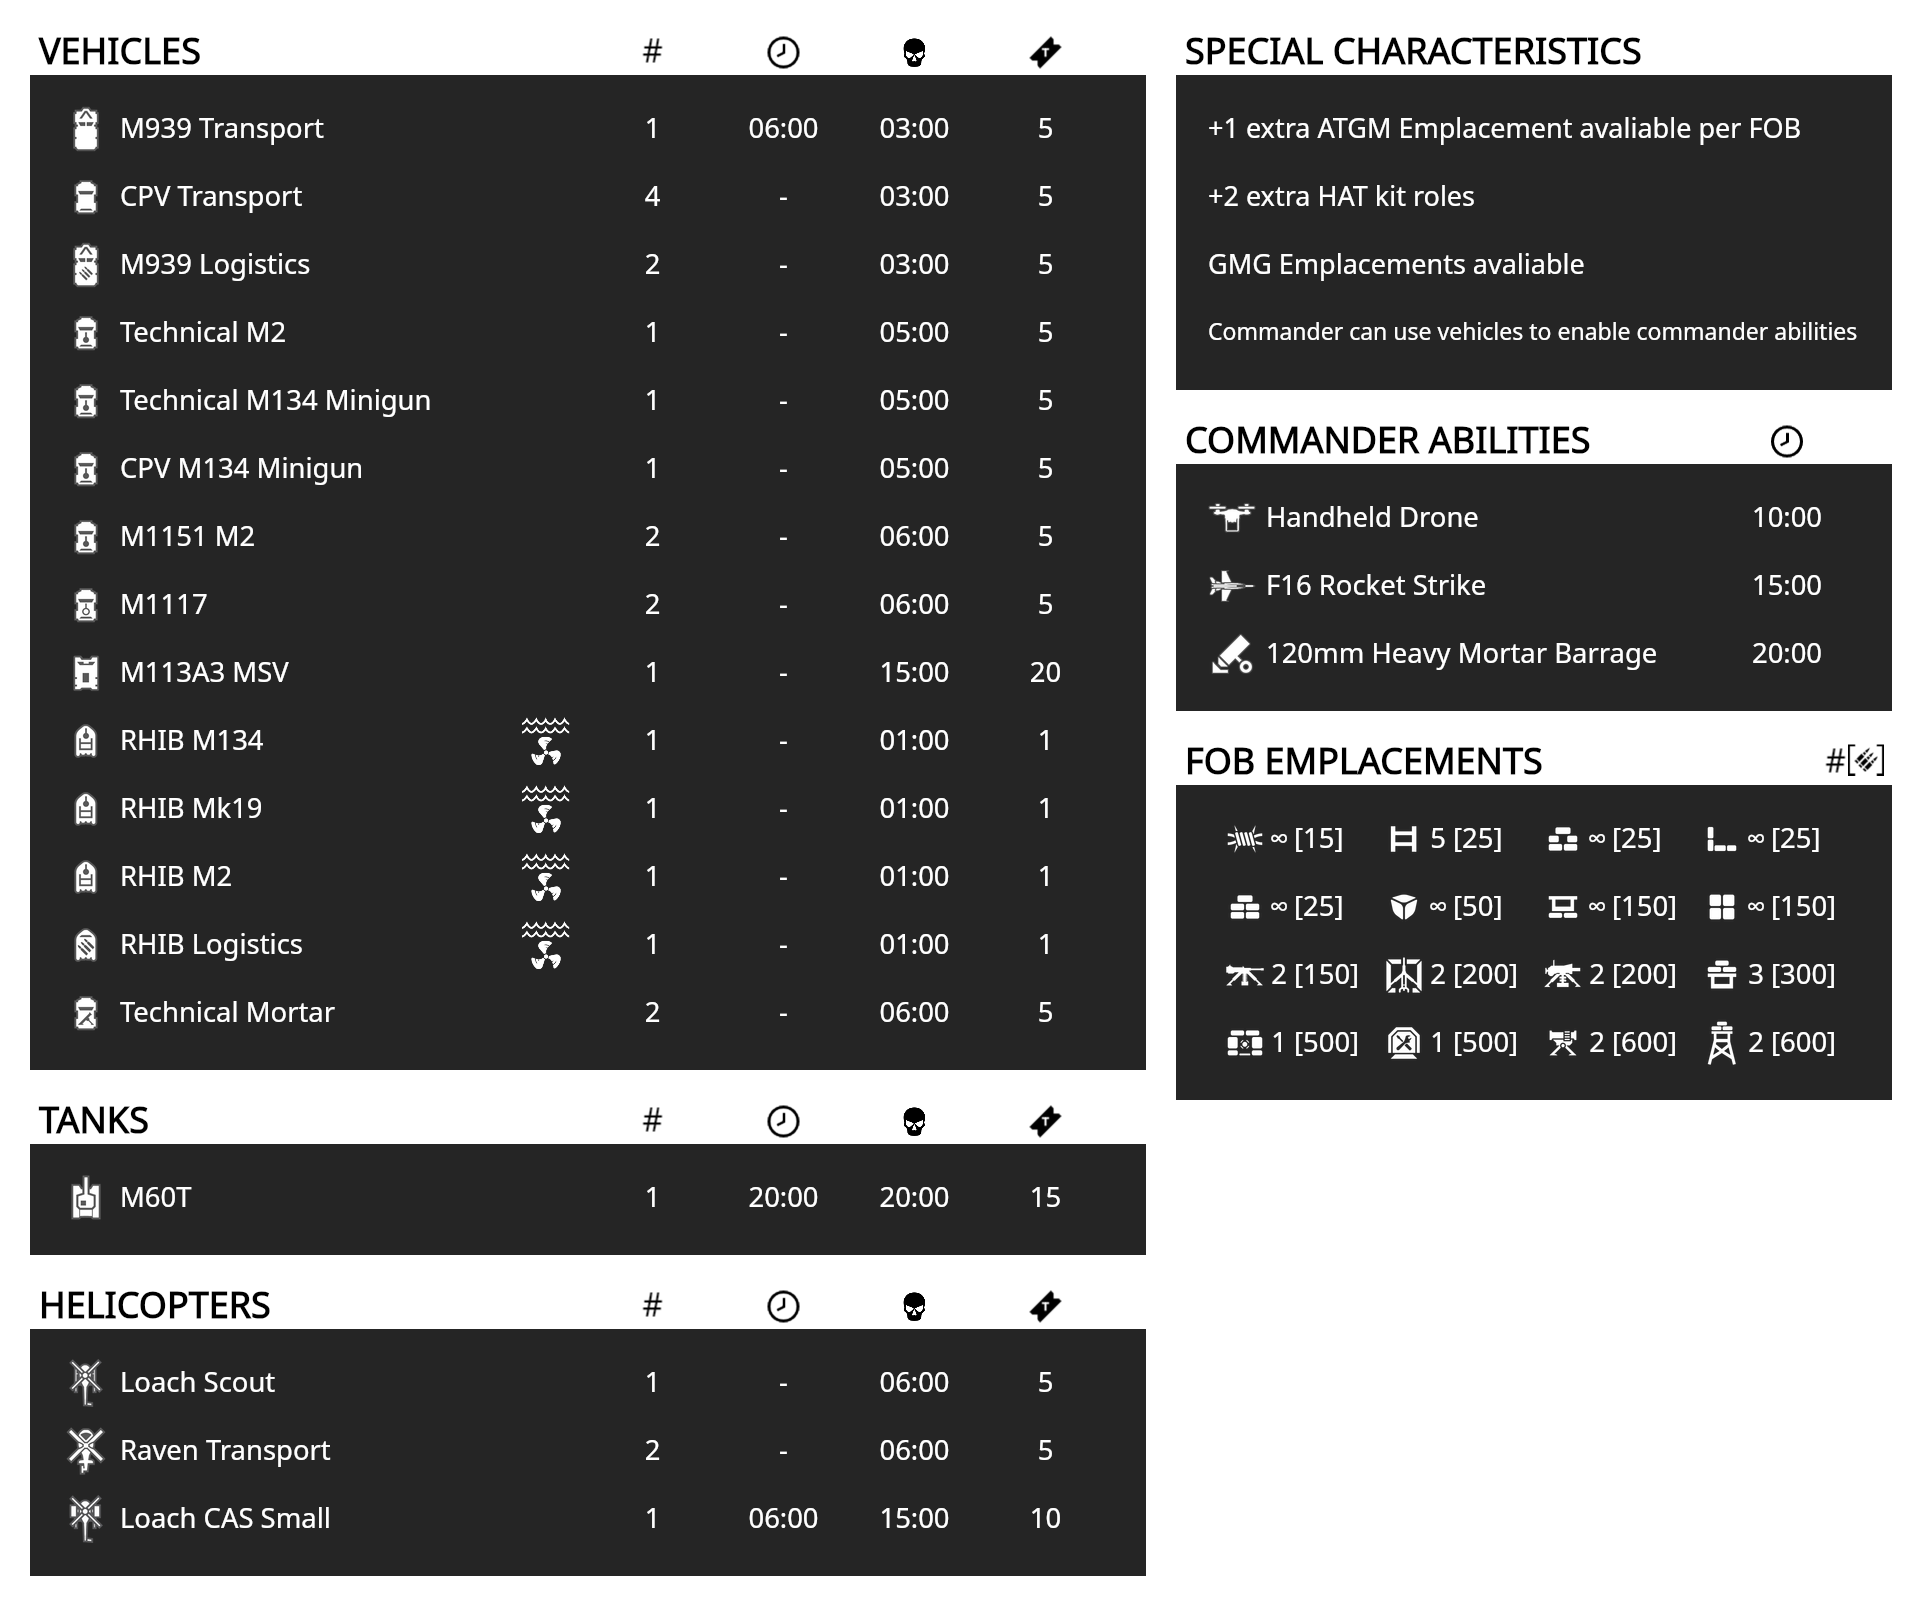 VEHICLES #
M939 Transport 1 06:00 03:00 5
CPV Transport 4 - 03:00 5
M939 Logistics 2 - 03:00 5
Technical M2 1 - 05:00 5
Technical M134 Minigun 1 - 05:00 5
CPV M134 Minigun 1 - 05:00 5
M1151 M2 2 - 06:00 5
M1117 2 - 06:00 5
M113A3 MSV 1 - 15:00 20
RHIB M134 1 - 01:00 1
RHIB Mk19 1 - 01:00 1
RHIB M2 1 - 01:00 1
RHIB Logistics 1 - 01:00 1
Technical Mortar 2 - 06:00 5
TANKS #
M60T 1 20:00 20:00 15
HELICOPTERS #
Loach Scout 1 - 06:00 5
Raven Transport 2 - 06:00 5
Loach CAS Small 1 06:00 15:00 10
SPECIAL CHARACTERISTICS
+1 extra ATGM Emplacement avaliable per FOB
+2 extra HAT kit roles
GMG Emplacements avaliable
Commander can use vehicles to enable commander abilities
COMMANDER ABILITIES
Handheld Drone 10:00
F16 Rocket Strike 15:00
120mm Heavy Mortar Barrage 20:00
FOB EMPLACEMENTS #[]
∞ [15] 5 [25] ∞ [25] ∞ [25]
∞ [25] ∞ [50] ∞ [150] ∞ [150]
2 [150] 2 [200] 2 [200] 3 [300]
1 [500] 1 [500] 2 [600] 2 [600]